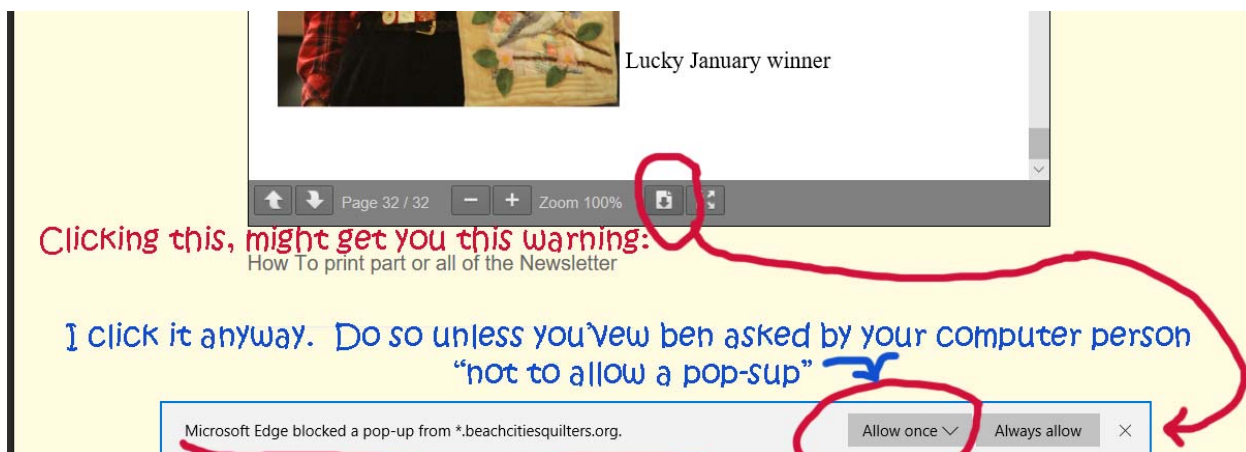 Lucky January winner
Page 32 / 32 − + Zoom 100%
Clicking this, might get you this warning:
How To print part or all of the Newsletter
I click it anyway. Do so unless you'vew ben asked by your computer person
"not to allow a pop-sup"
Microsoft Edge blocked a pop-up from *.beachcitiesquilters.org. Allow once Always allow